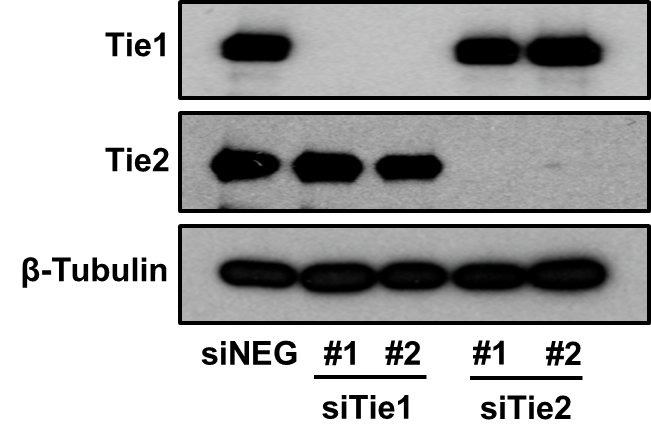 Tie1
Tie2
β-Tubulin
siNEG #1 #2 #1 #2
siTie1 siTie2